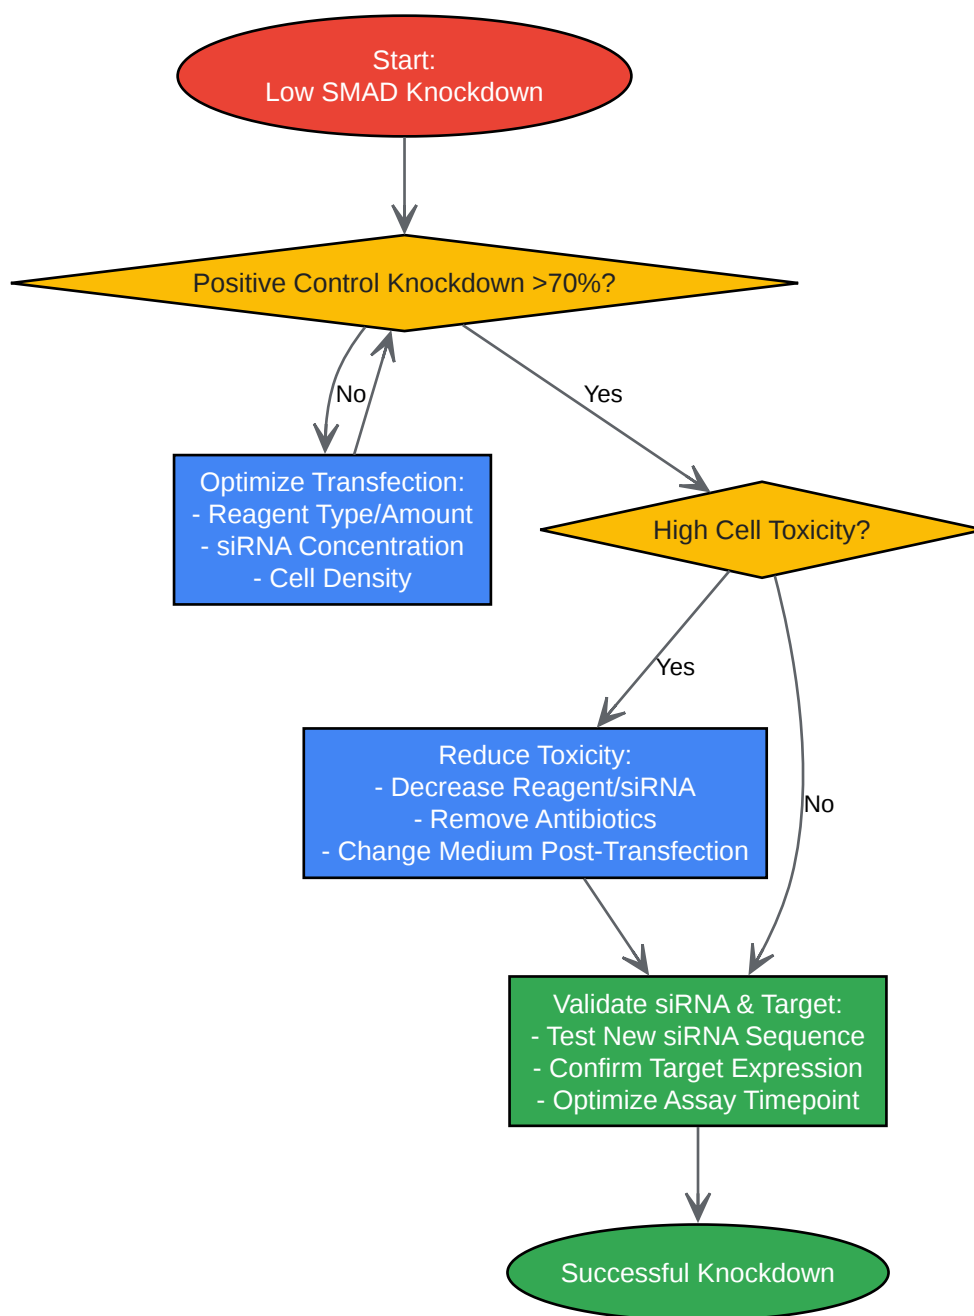 Start:
Low SMAD Knockdown
Positive Control Knockdown >70%?
No
Yes
Optimize Transfection:
- Reagent Type/Amount
- siRNA Concentration
- Cell Density
High Cell Toxicity?
Yes
Reduce Toxicity:
- Decrease Reagent/siRNA
- Remove Antibiotics
- Change Medium Post-Transfection
No
Validate siRNA & Target:
- Test New siRNA Sequence
- Confirm Target Expression
- Optimize Assay Timepoint
Successful Knockdown